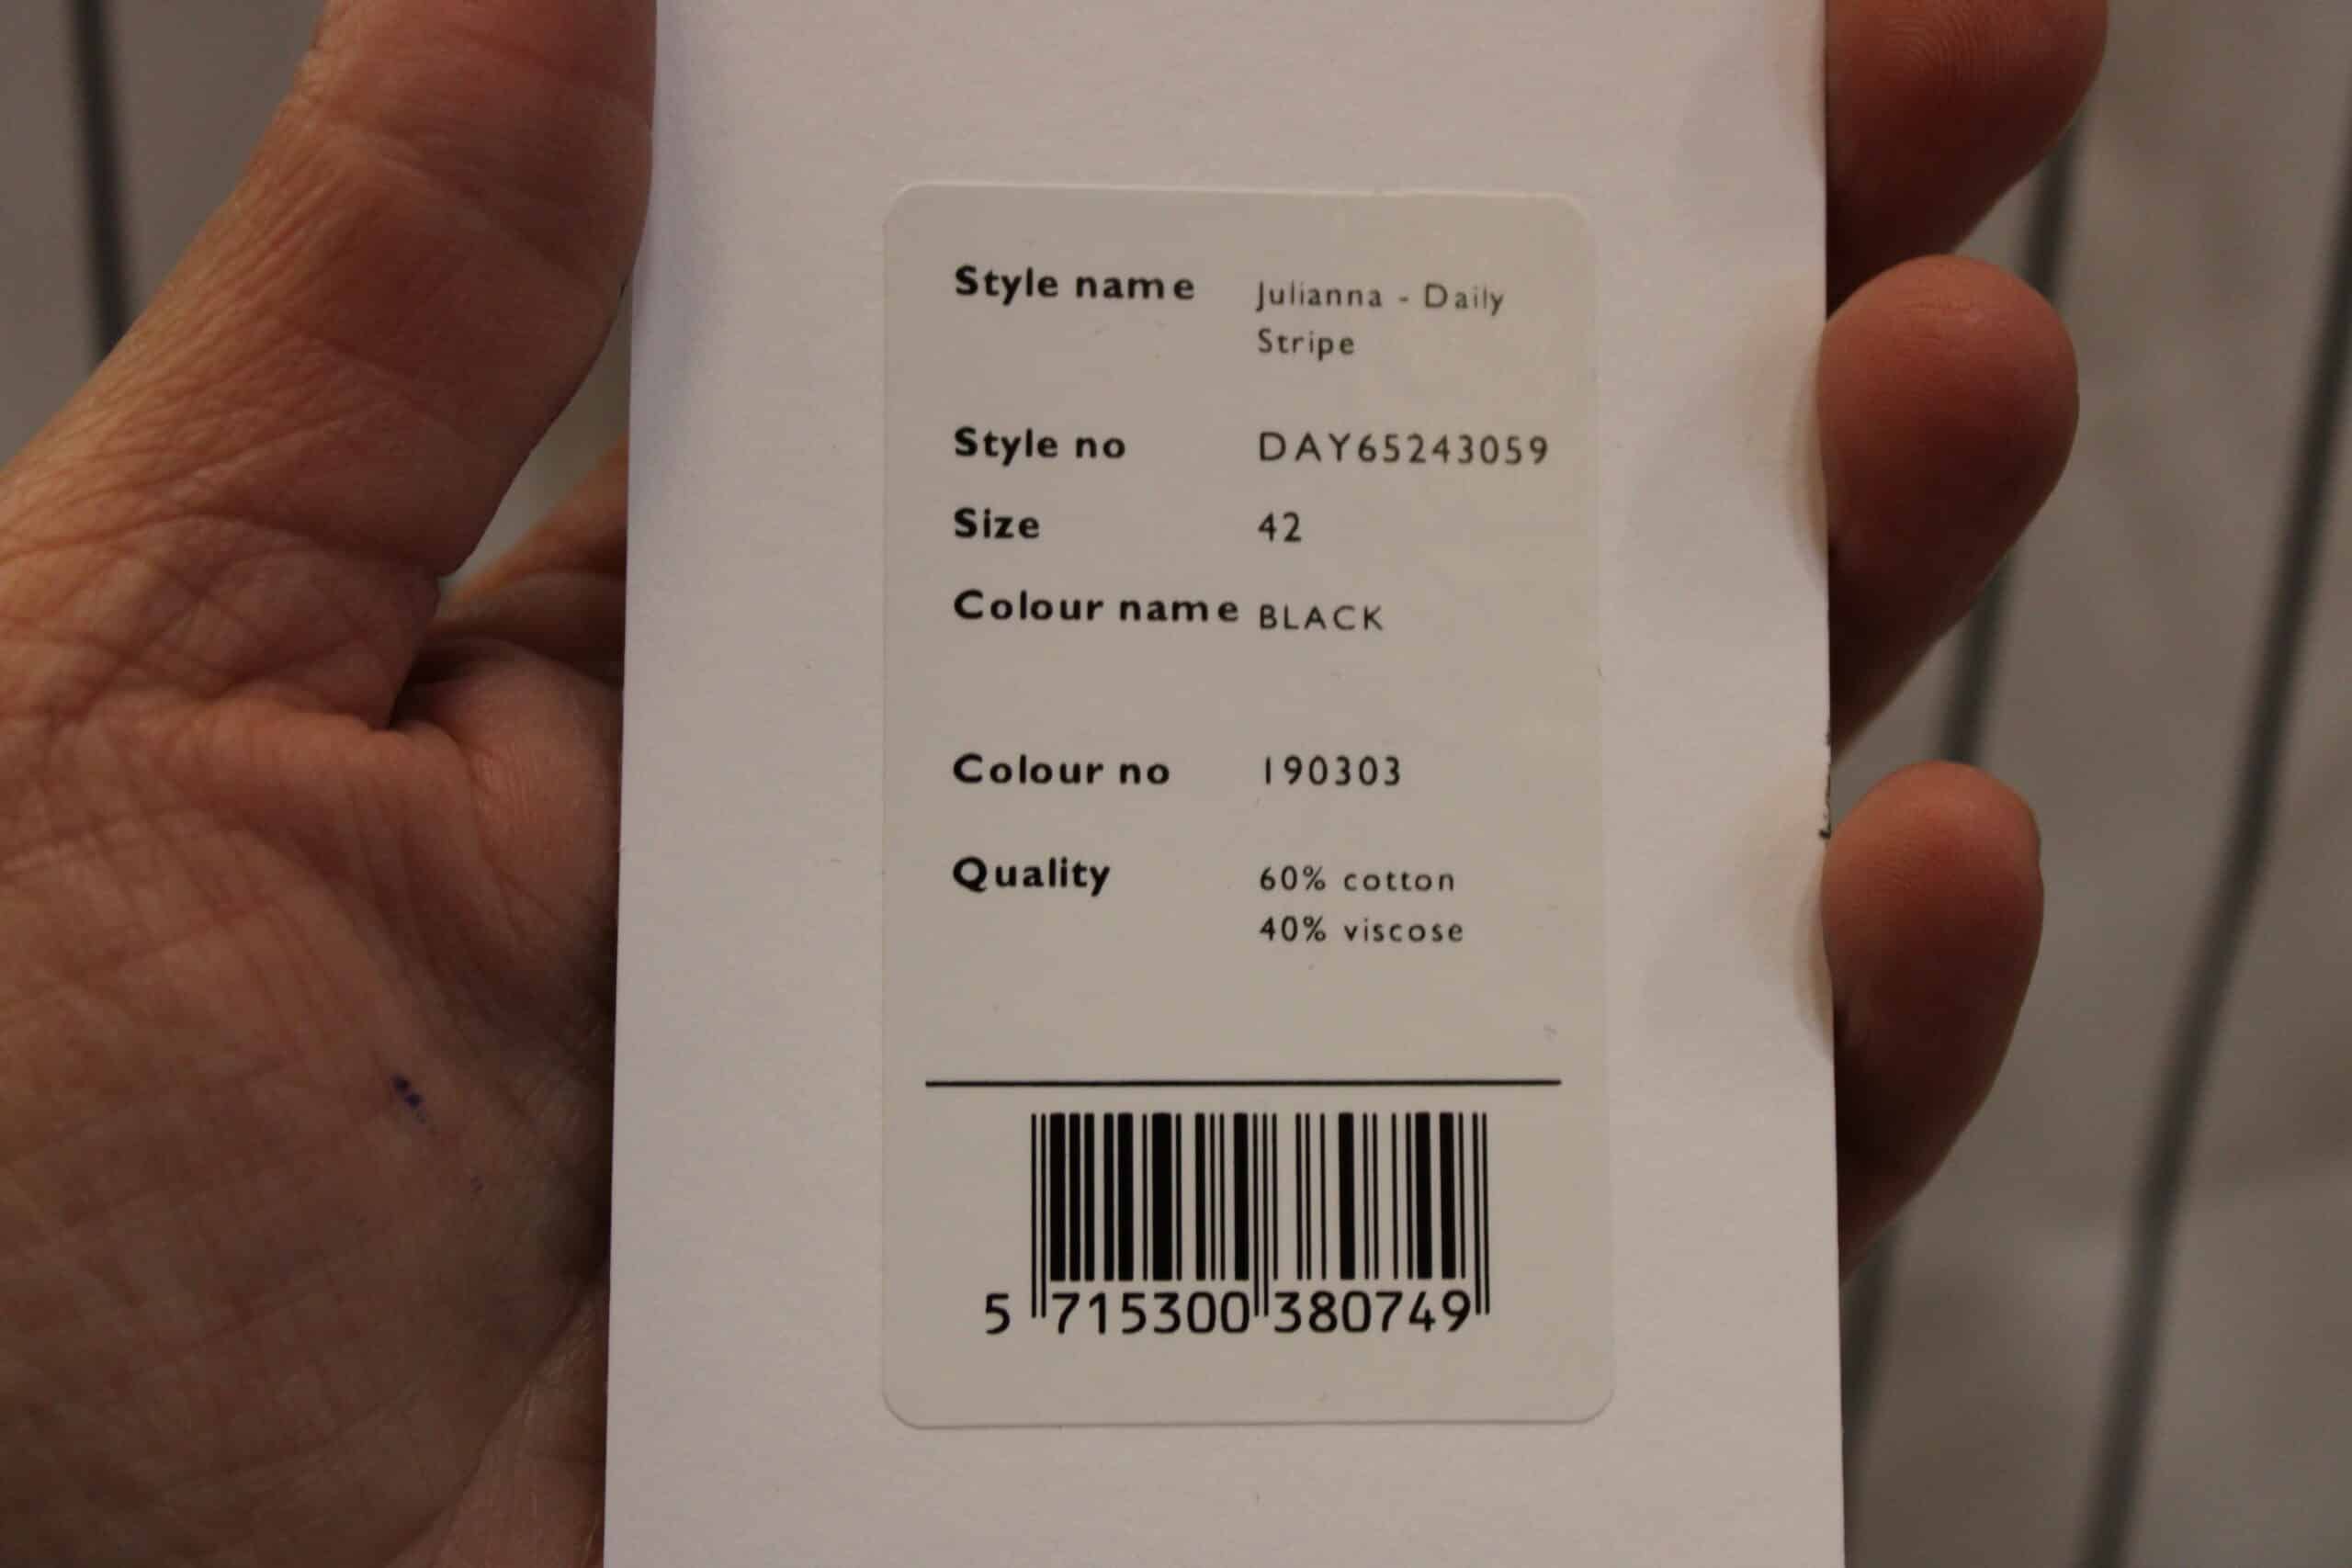 Style name Julianna - Daily
Stripe
Style no DAY65243059
Size 42
Colour name BLACK
Colour no 190303
Quality 60% cotton
40% viscose
5 715300 380749